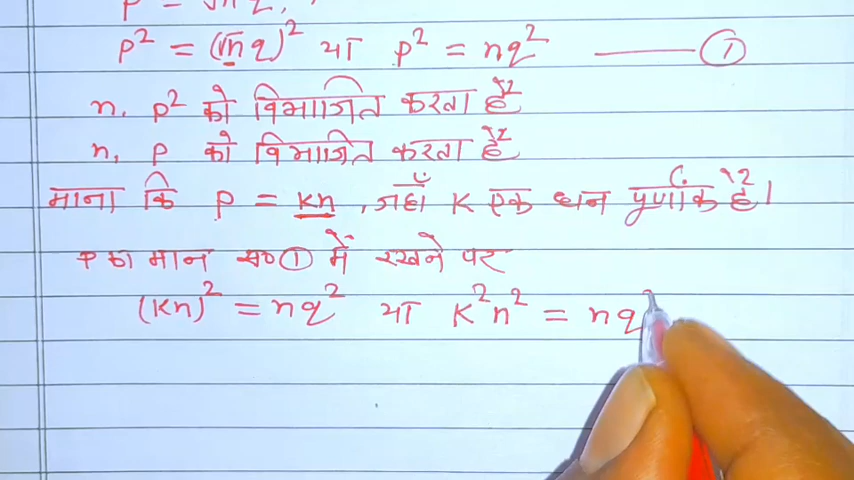 p = √n q,
p² = (√n q)² या p² = nq² ——— ①
n, p² को विभाजित करता है
n, p को विभाजित करता है
माना कि p = kn, जहाँ K एक धन पूर्णांक है।
P का मान स० ① में रखने पर
(Kn)² = nq² या K²n² = nq²